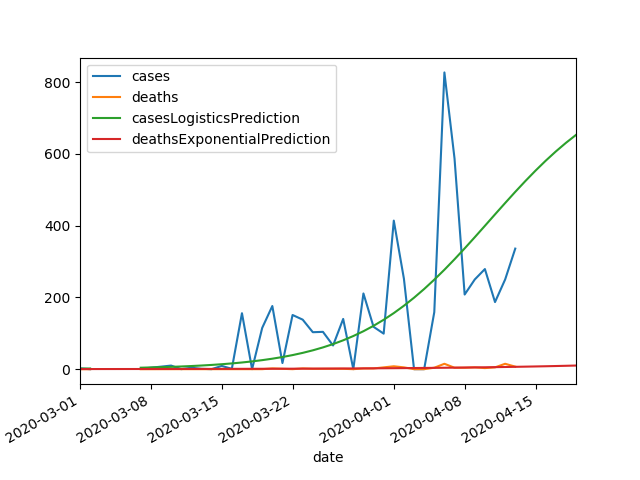 cases
deaths
casesLogisticsPrediction
deathsExponentialPrediction
800
600
400
200
0
2020-03-01
2020-03-08
2020-03-15
2020-03-22
2020-04-01
2020-04-08
2020-04-15
date